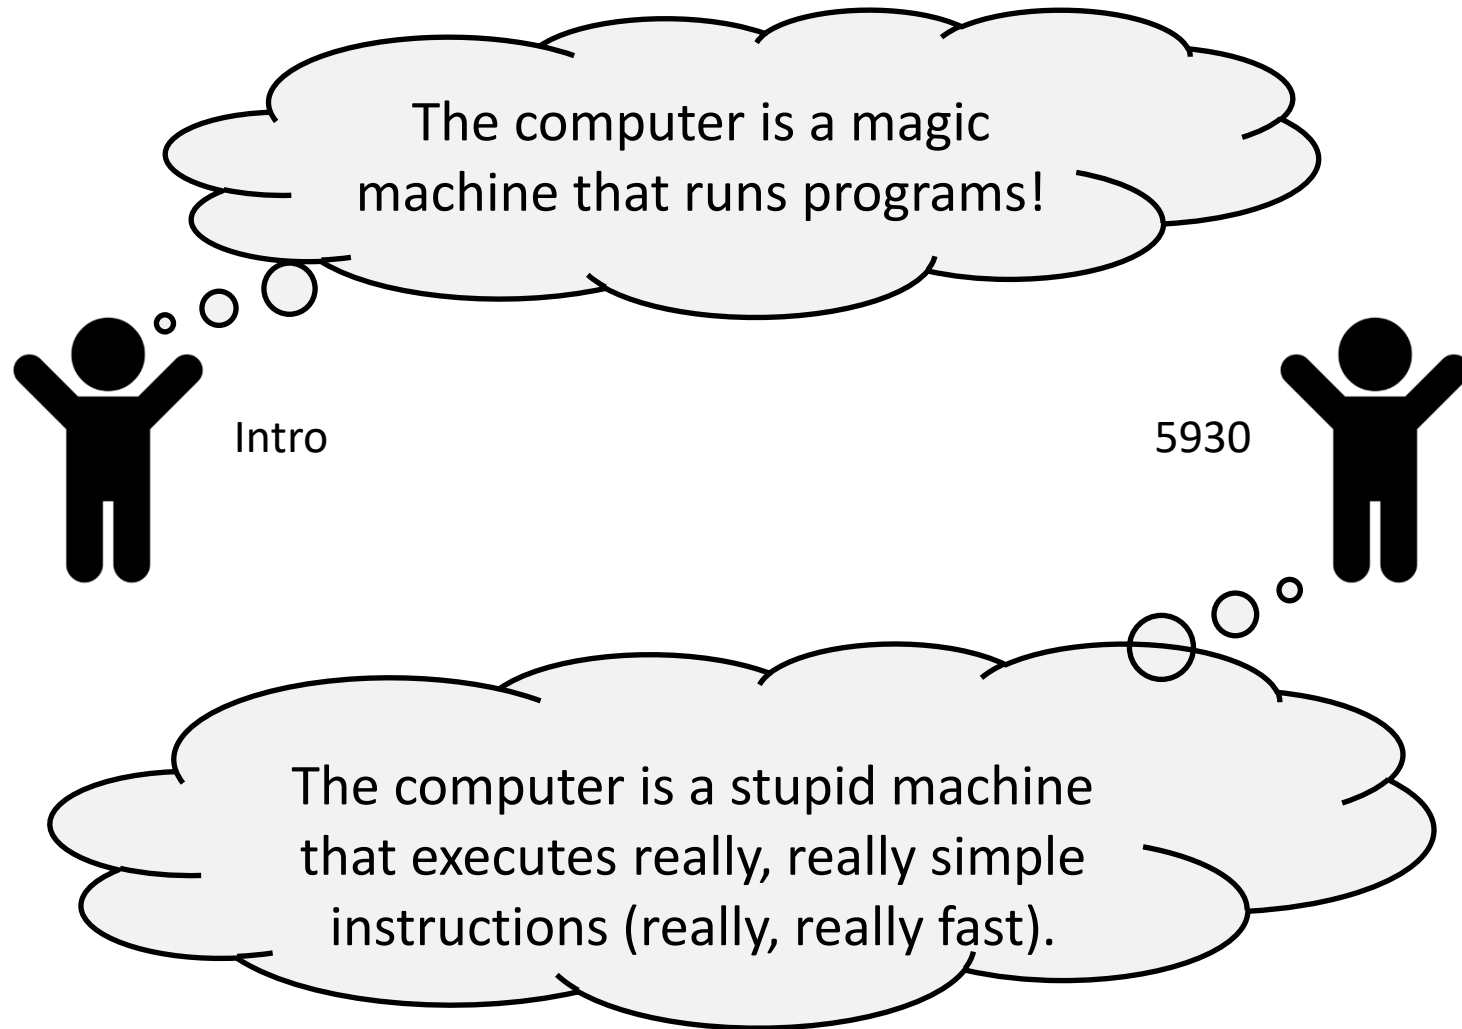 The computer is a magic
machine that runs programs!
Intro
5930
The computer is a stupid machine
that executes really, really simple
instructions (really, really fast).